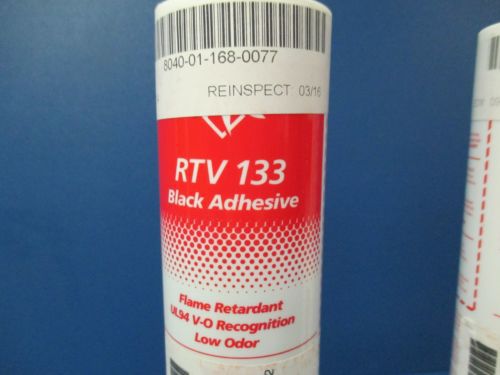 8040-01-168-0077
REINSPECT 03/16
RTV 133
Black Adhesive
Flame Retardant
UL94 V-O Recognition
Low Odor